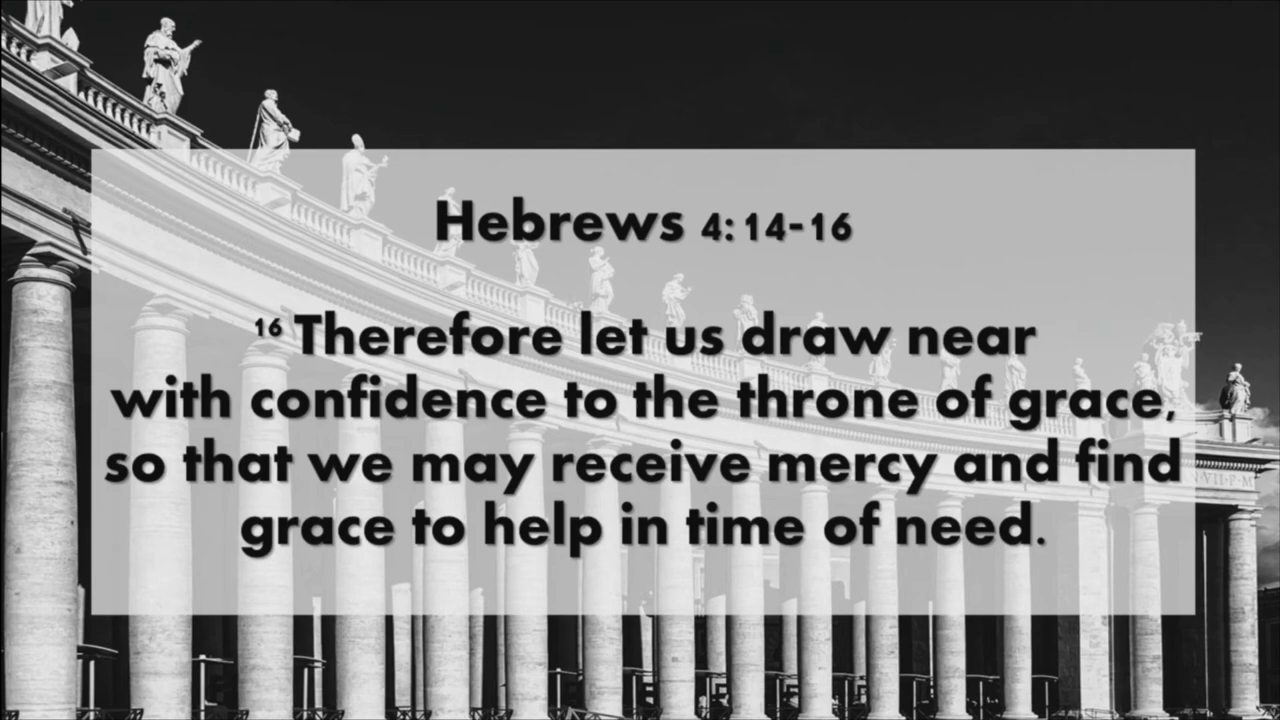 Hebrews 4:14-16
16 Therefore let us draw near
with confidence to the throne of grace,
so that we may receive mercy and find
grace to help in time of need.